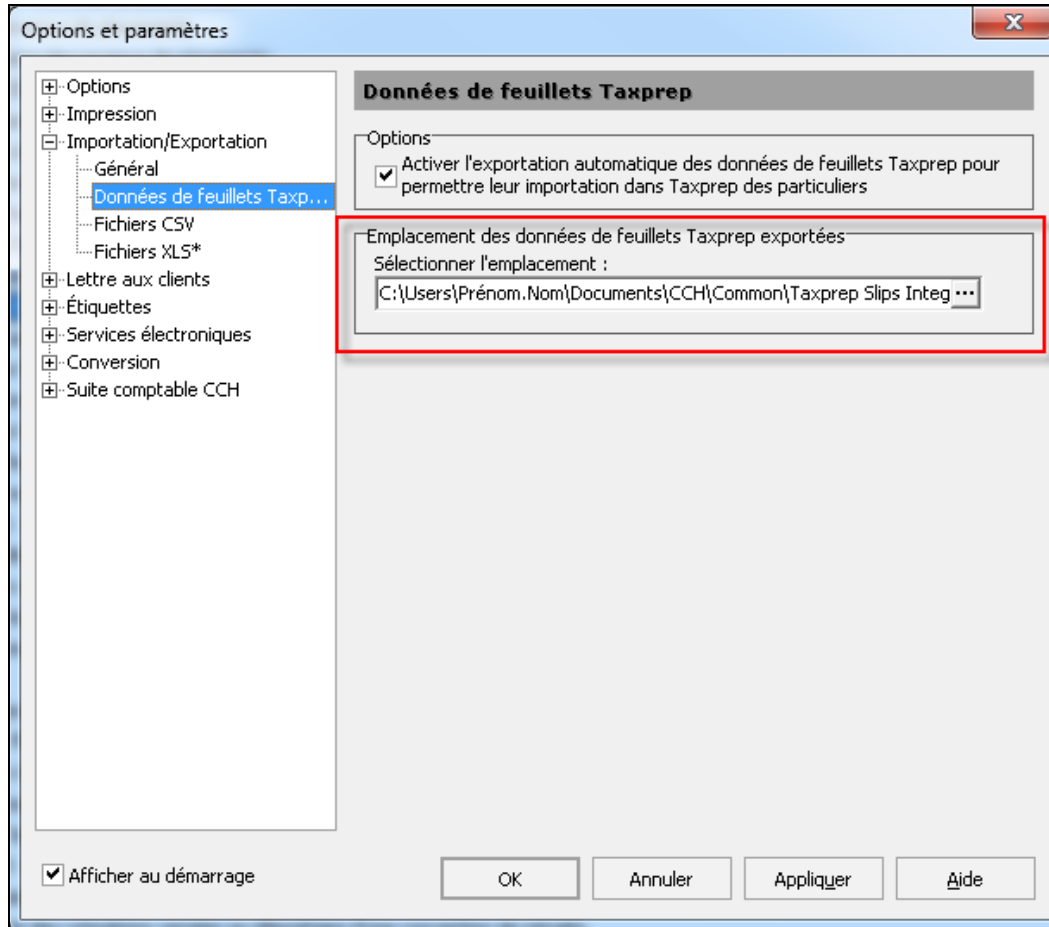 Options et paramètres
Options
Impression
Importation/Exportation
Général
Données de feuillets Taxp...
Fichiers CSV
Fichiers XLS*
Lettre aux clients
Étiquettes
Services électroniques
Conversion
Suite comptable CCH
Données de feuillets Taxprep
Options
Activer l'exportation automatique des données de feuillets Taxprep pour
permettre leur importation dans Taxprep des particuliers
Emplacement des données de feuillets Taxprep exportées
Sélectionner l'emplacement :
C:\Users\Prénom.Nom\Documents\CCH\Common\Taxprep Slips Integ ...
Afficher au démarrage
OK
Annuler
Appliquer
Aide